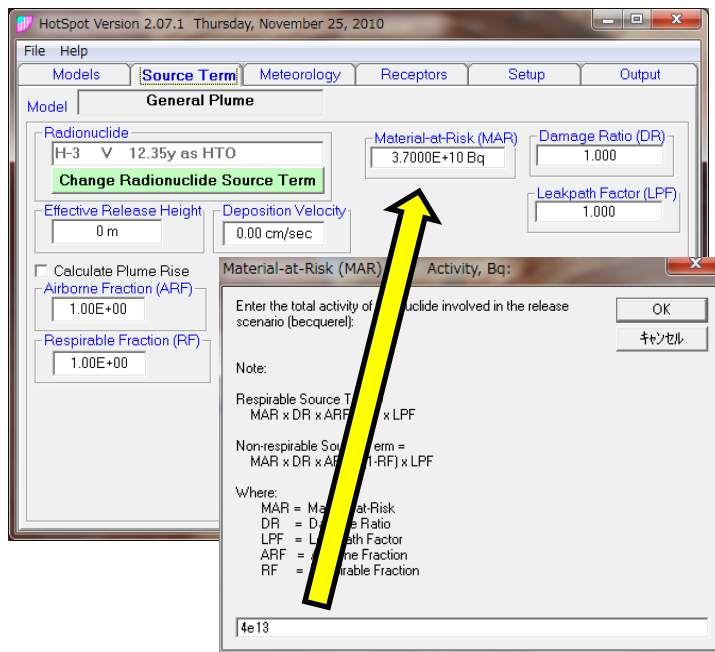 HotSpot Version 2.07.1 Thursday, November 25, 2010
File Help
Models Source Term Meteorology Receptors Setup Output
Model General Plume
Radionuclide
H-3 V 12.35y as HTO
Change Radionuclide Source Term
Material-at-Risk (MAR)
3.7000E+10 Bq
Damage Ratio (DR)
1.000
Leakpath Factor (LPF)
1.000
Effective Release Height
0 m
Deposition Velocity
0.00 cm/sec
Calculate Plume Rise
Airborne Fraction (ARF)
1.00E+00
Respirable Fraction (RF)
1.00E+00
Material-at-Risk (MAR) Activity, Bq:
Enter the total activity of uclide involved in the release
scenario (becquerel):
OK
キャンセル
Note:
Respirable Source T
MAR x DR x ARF x LPF
Non-respirable Sou erm =
MAR x DR x AF 1-RF) x LPF
Where:
MAR = Ma at-Risk
DR = Da e Ratio
LPF = L ath Factor
ARF = ne Fraction
RF = irable Fraction
4e13